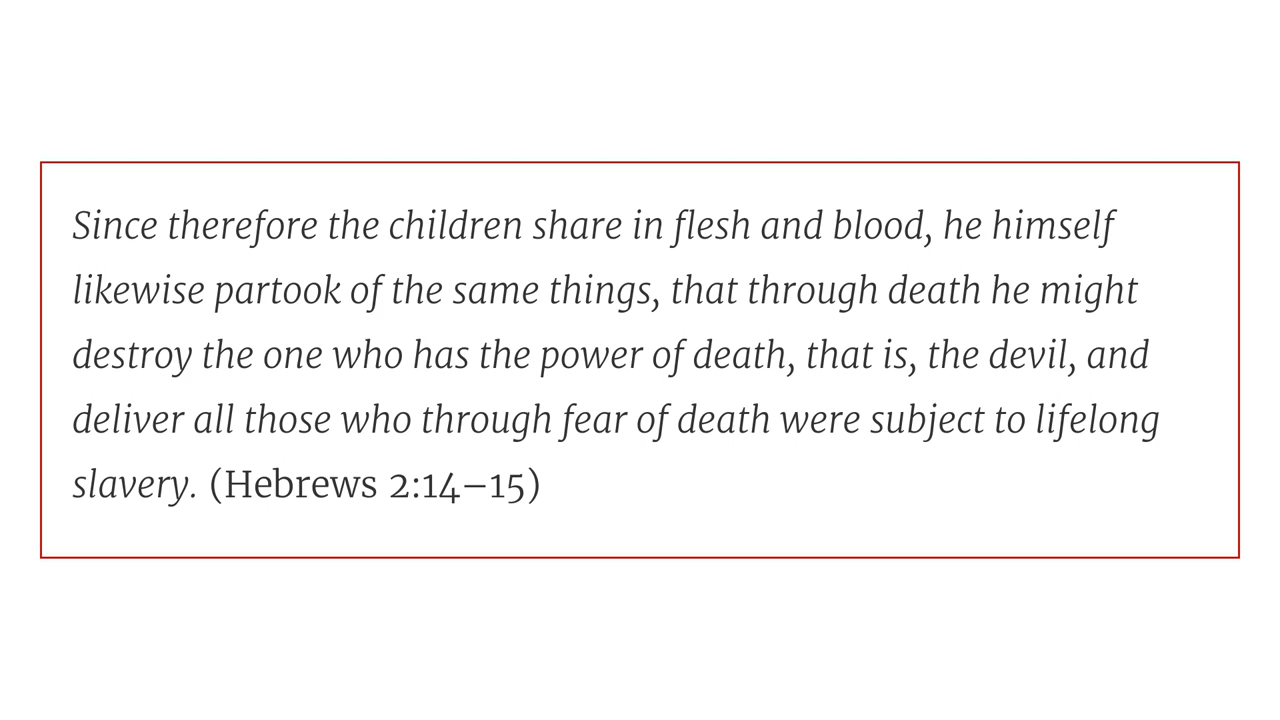 Since therefore the children share in flesh and blood, he himself
likewise partook of the same things, that through death he might
destroy the one who has the power of death, that is, the devil, and
deliver all those who through fear of death were subject to lifelong
slavery. (Hebrews 2:14–15)